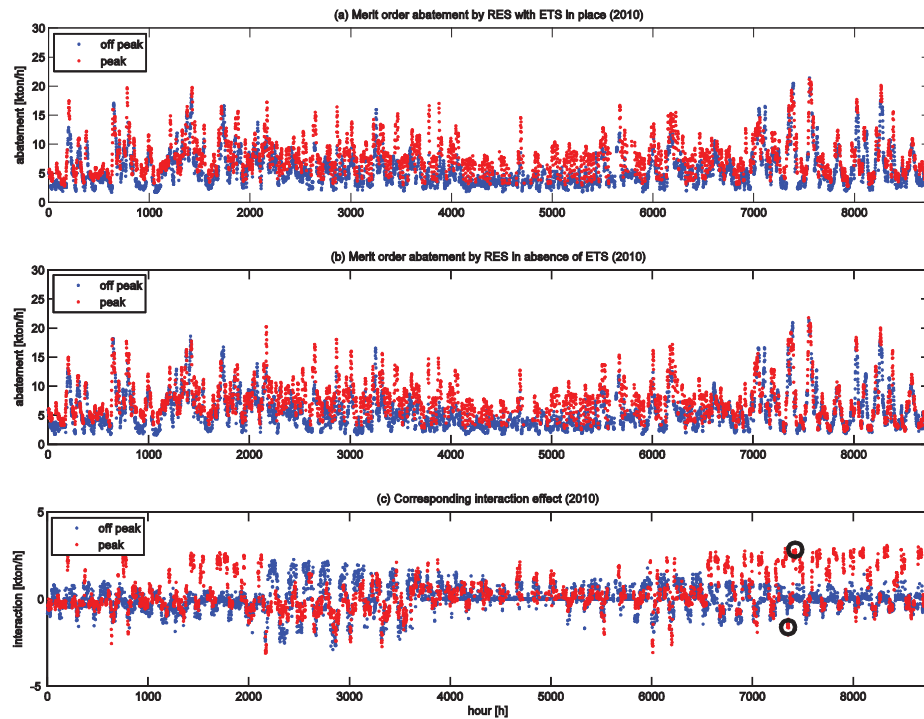 (a) Merit order abatement by RES with ETS in place (2010)
abatement [kton/h]
30
25
20
15
10
5
0
off peak
peak
0 1000 2000 3000 4000 5000 6000 7000 8000
(b) Merit order abatement by RES in absence of ETS (2010)
abatement [kton/h]
30
25
20
15
10
5
0
off peak
peak
0 1000 2000 3000 4000 5000 6000 7000 8000
(c) Corresponding interaction effect (2010)
interaction [kton/h]
5
0
-5
off peak
peak
0 1000 2000 3000 4000 5000 6000 7000 8000
hour [h]